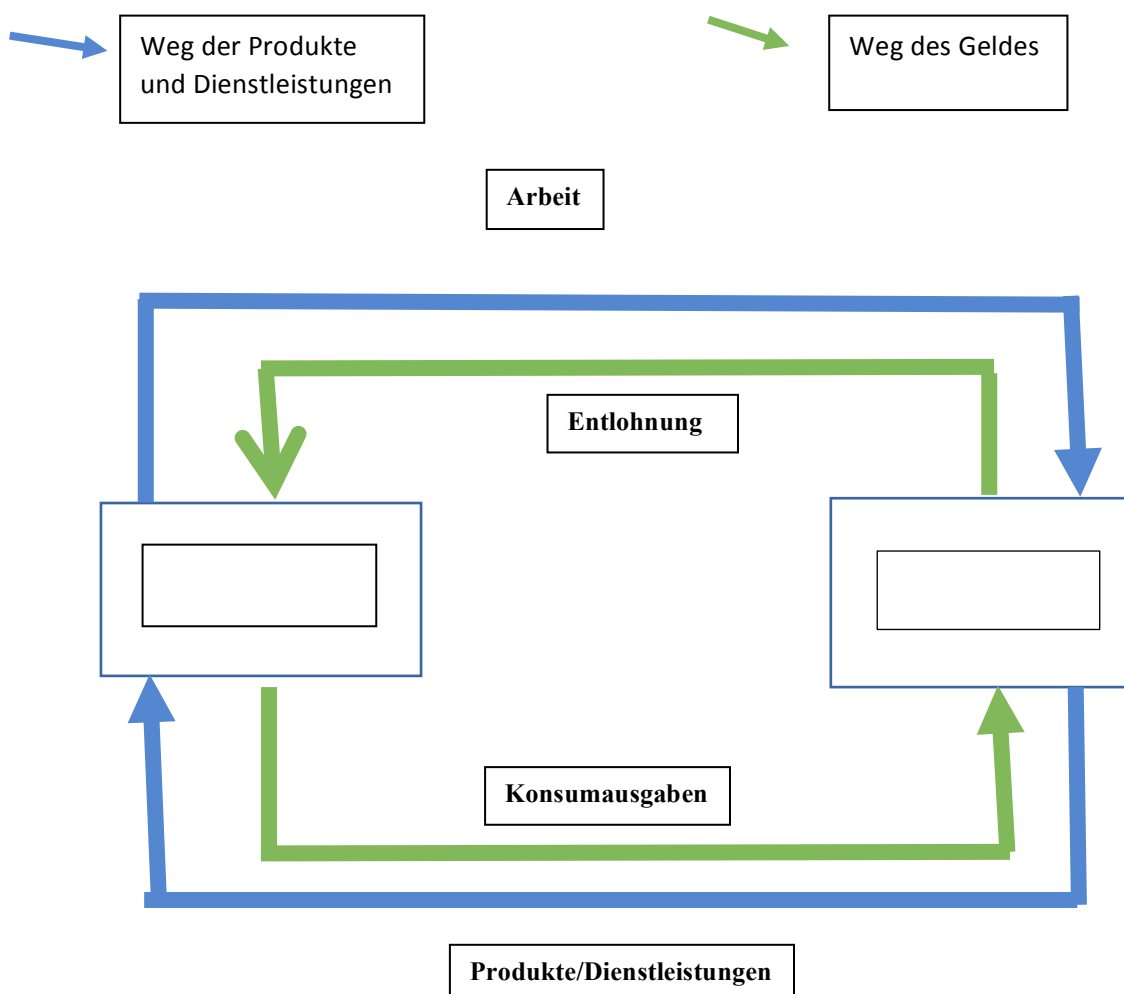 Weg der Produkte
und Dienstleistungen
Weg des Geldes
Arbeit
Entlohnung
Konsumausgaben
Produkte/Dienstleistungen